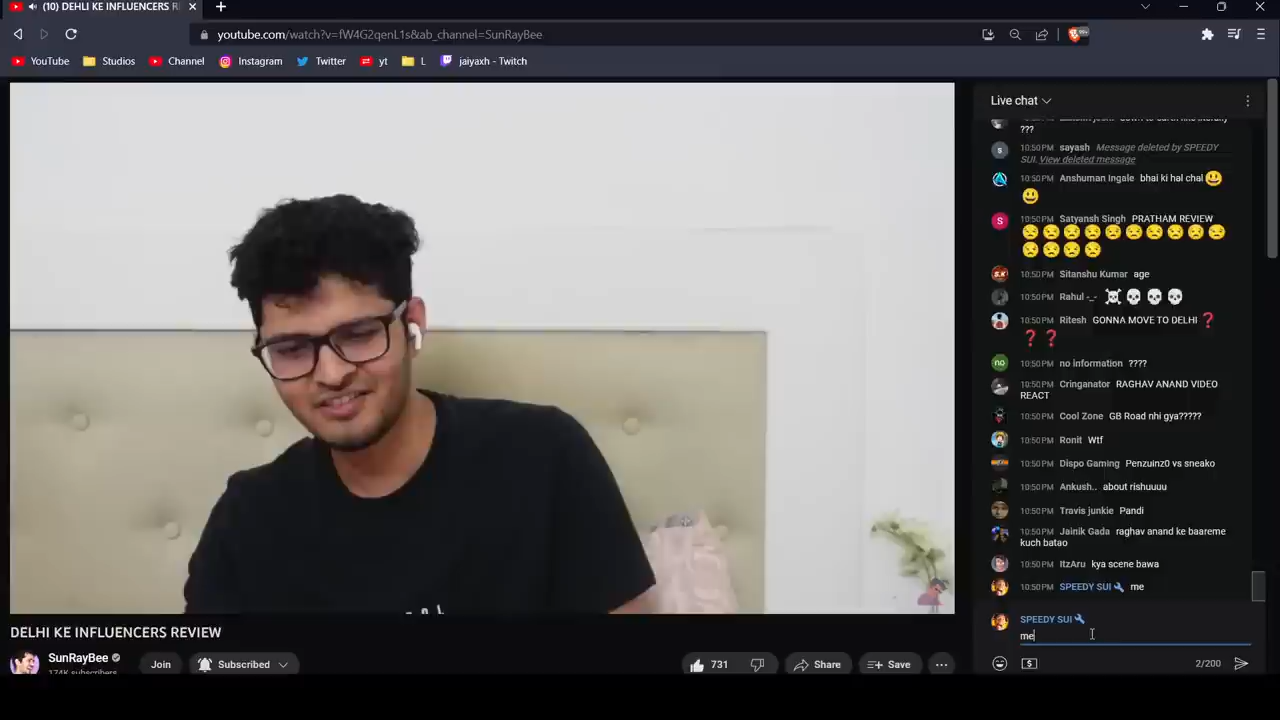 (10) DEHLI KE INFLUENCERS R
youtube.com/watch?v=fW4G2qenL1s&ab_channel=SunRayBee
99+
YouTube Studios Channel Instagram Twitter yt L jaiyaxh - Twitch
Live chat
???
10:50 PM sayash Message deleted by SPEEDY
SUI. View deleted message
10:50 PM Anshuman Ingale bhai ki hal chal 😃
😃
10:50 PM Satyansh Singh PRATHAM REVIEW
😒😒😒😒😒😒😒😒😒😒
😒😒😒😒
10:50 PM Sitanshu Kumar age
10:50 PM Rahul -_- ☠️💀💀💀
10:50 PM Ritesh GONNA MOVE TO DELHI ❓
❓❓
10:50 PM no information ????
10:50 PM Cringanator RAGHAV ANAND VIDEO
REACT
10:50 PM Cool Zone GB Road nhi gya?????
10:50 PM Ronit Wtf
10:50 PM Dispo Gaming Penzuinz0 vs sneako
10:50 PM Ankush.. about rishuuuu
10:50 PM Travis junkie Pandi
10:50 PM Jainik Gada raghav anand ke baareme
kuch batao
10:50 PM ItzAru kya scene bawa
10:50 PM SPEEDY SUI me
SPEEDY SUI
me
2/200
DELHI KE INFLUENCERS REVIEW
SunRayBee
174K subscribers
Join Subscribed 731 Share Save